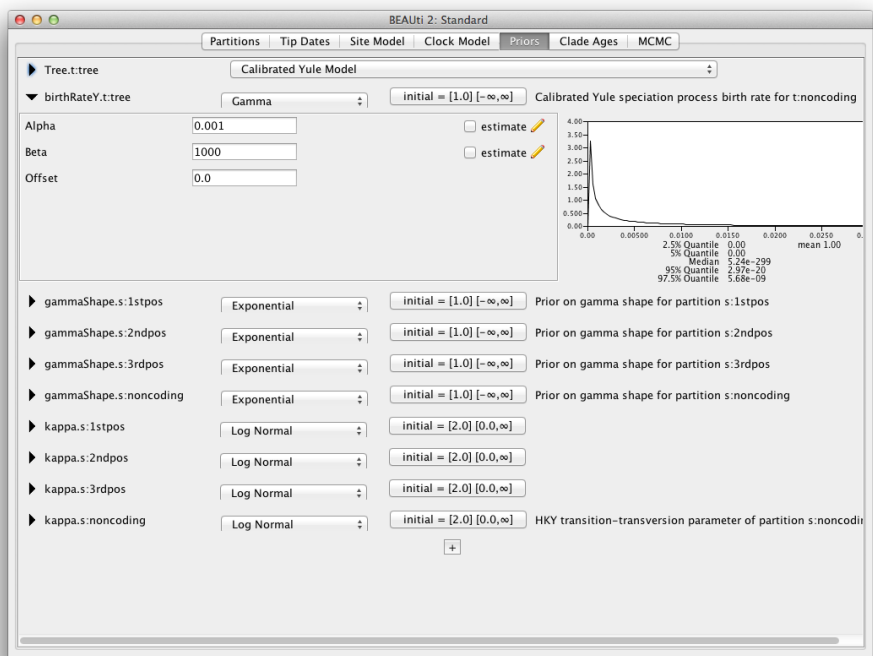 BEAUti 2: Standard
Partitions Tip Dates Site Model Clock Model Priors Clade Ages MCMC
Tree.t:tree Calibrated Yule Model
birthRateY.t:tree Gamma initial = [1.0] [-∞,∞] Calibrated Yule speciation process birth rate for t:noncoding
Alpha 0.001 estimate
Beta 1000 estimate
Offset 0.0
4.00
3.50
3.00
2.50
2.00
1.50
1.00
0.500
0.00
0.00 0.00500 0.0100 0.0150 0.0200 0.0250 0.
2.5% Quantile 0.00 mean 1.00
5% Quantile 0.00
Median 5.24e-299
95% Quantile 2.97e-20
97.5% Quantile 5.68e-09
gammaShape.s:1stpos Exponential initial = [1.0] [-∞,∞] Prior on gamma shape for partition s:1stpos
gammaShape.s:2ndpos Exponential initial = [1.0] [-∞,∞] Prior on gamma shape for partition s:2ndpos
gammaShape.s:3rdpos Exponential initial = [1.0] [-∞,∞] Prior on gamma shape for partition s:3rdpos
gammaShape.s:noncoding Exponential initial = [1.0] [-∞,∞] Prior on gamma shape for partition s:noncoding
kappa.s:1stpos Log Normal initial = [2.0] [0.0,∞]
kappa.s:2ndpos Log Normal initial = [2.0] [0.0,∞]
kappa.s:3rdpos Log Normal initial = [2.0] [0.0,∞]
kappa.s:noncoding Log Normal initial = [2.0] [0.0,∞] HKY transition-transversion parameter of partition s:noncodin
+